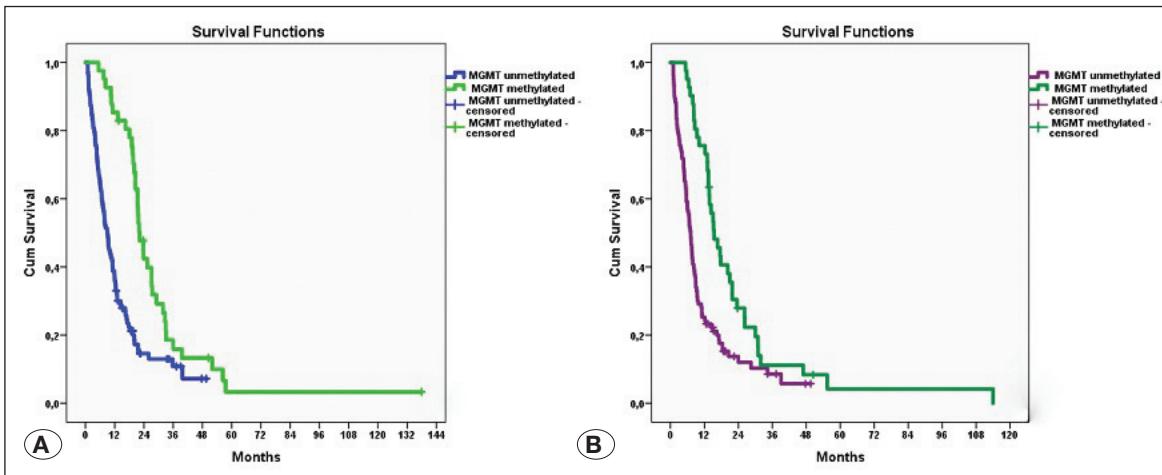 Survival Functions
Cum Survival
1,0
0,8
0,6
0,4
0,2
0,0
0 12 24 36 48 60 72 84 96 108 120 132 144
Months
MGMT unmethylated
MGMT methylated
MGMT unmethylated -
censored
MGMT methylated -
censored
A
Survival Functions
Cum Survival
1,0
0,8
0,6
0,4
0,2
0,0
0 12 24 36 48 60 72 84 96 108 120
Months
MGMT unmethylated
MGMT methylated
MGMT unmethylated -
censored
MGMT methylated -
censored
B